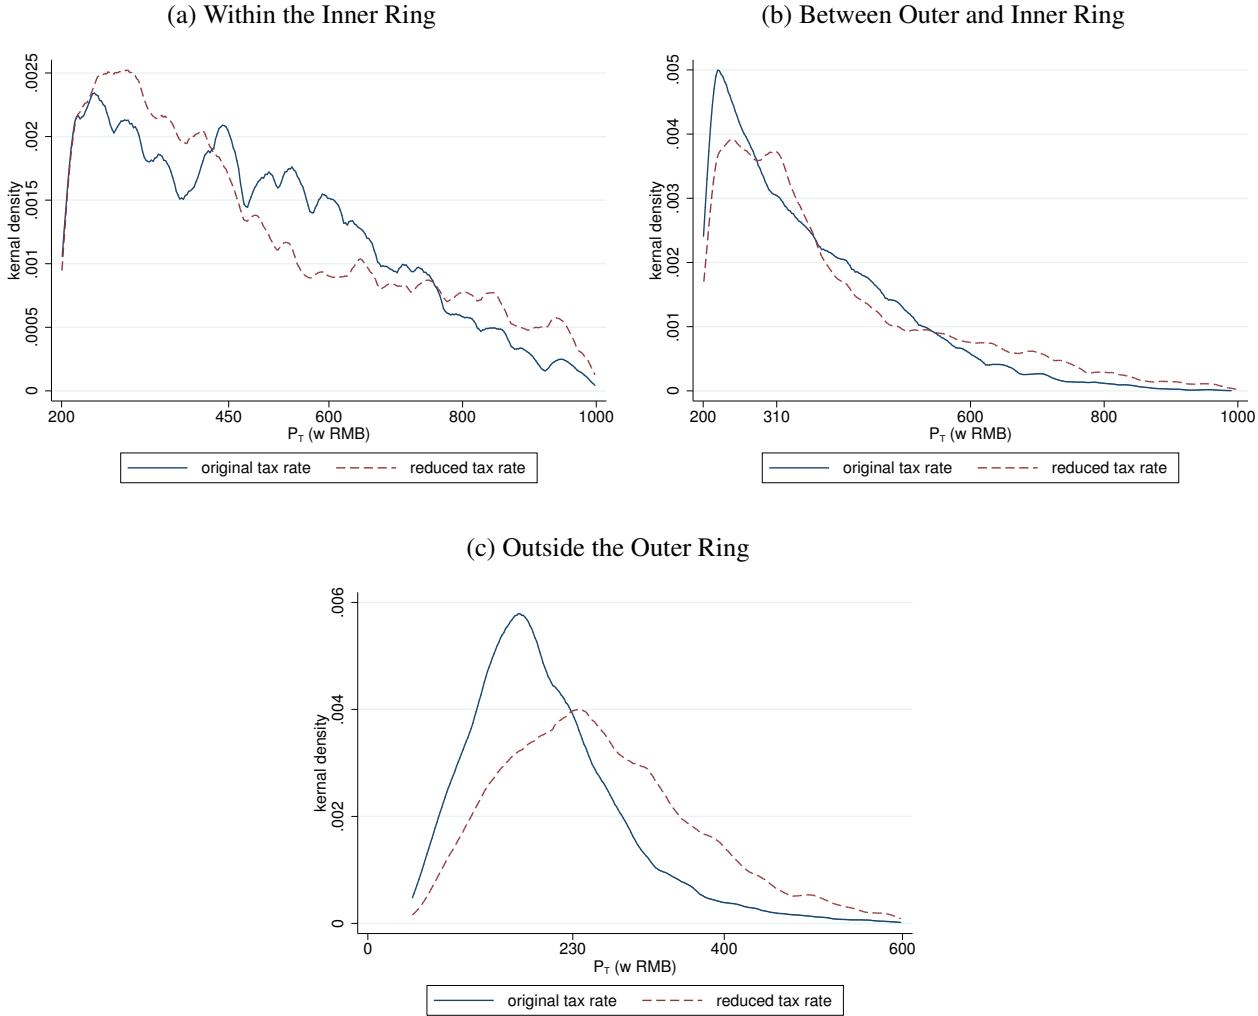 (a) Within the Inner Ring
kernal density
0 .0005 .001 .0015 .002 .0025
200 450 600 800 1000
P_T (w RMB)
original tax rate reduced tax rate
(b) Between Outer and Inner Ring
kernal density
0 .001 .002 .003 .004 .005
200 310 600 800 1000
P_T (w RMB)
original tax rate reduced tax rate
(c) Outside the Outer Ring
kernal density
0 .002 .004 .006
0 230 400 600
P_T (w RMB)
original tax rate reduced tax rate